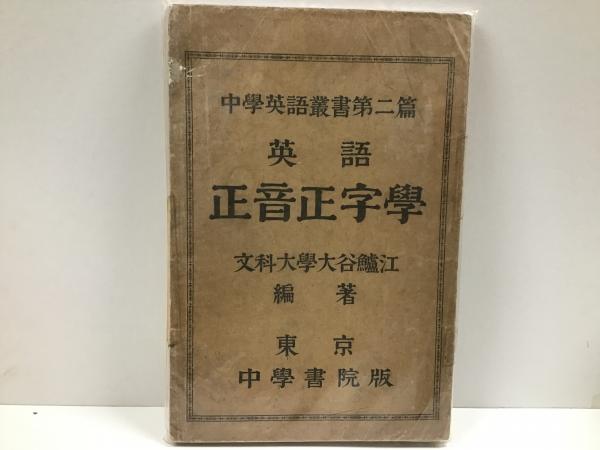 中學英語叢書第二篇
英語
正音正字學
文科大學大谷鱸江
編著
東京
中學書院版